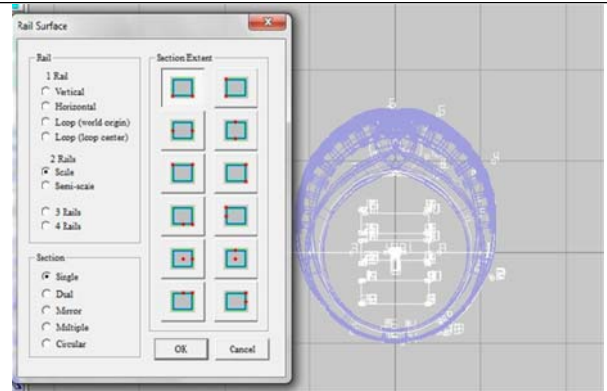 Rail Surface
Rail
1 Rail
Vertical
Horizontal
Loop (world origin)
Loop (loop center)
2 Rails
Scale
Semi-scale
3 Rails
4 Rails
Section
Single
Dual
Mirror
Multiple
Circular
Section Extent
OK
Cancel